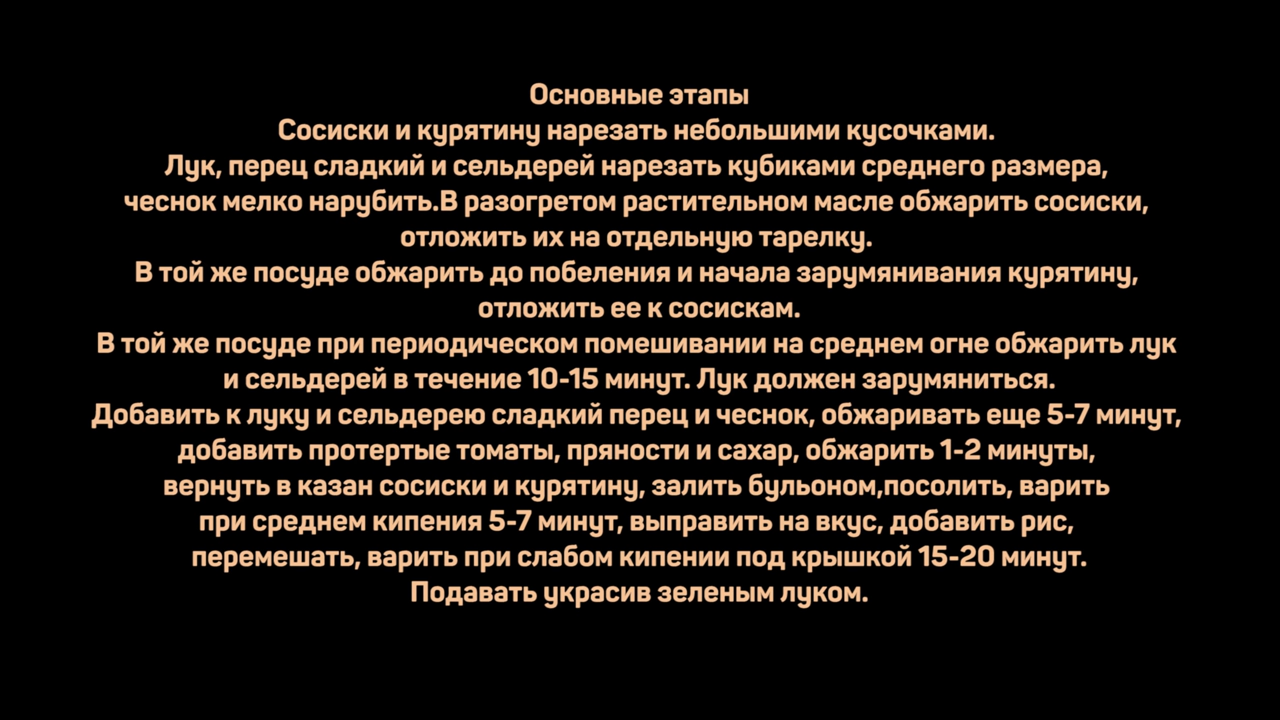 Основные этапы
Сосиски и курятину нарезать небольшими кусочками.
Лук, перец сладкий и сельдерей нарезать кубиками среднего размера,
чеснок мелко нарубить.В разогретом растительном масле обжарить сосиски,
отложить их на отдельную тарелку.
В той же посуде обжарить до побеления и начала зарумянивания курятину,
отложить ее к сосискам.
В той же посуде при периодическом помешивании на среднем огне обжарить лук
и сельдерей в течение 10-15 минут. Лук должен зарумяниться.
Добавить к луку и сельдерею сладкий перец и чеснок, обжаривать еще 5-7 минут,
добавить протертые томаты, пряности и сахар, обжарить 1-2 минуты,
вернуть в казан сосиски и курятину, залить бульоном,посолить, варить
при среднем кипения 5-7 минут, выправить на вкус, добавить рис,
перемешать, варить при слабом кипении под крышкой 15-20 минут.
Подавать украсив зеленым луком.